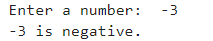 Enter a number:  -3
-3 is negative.